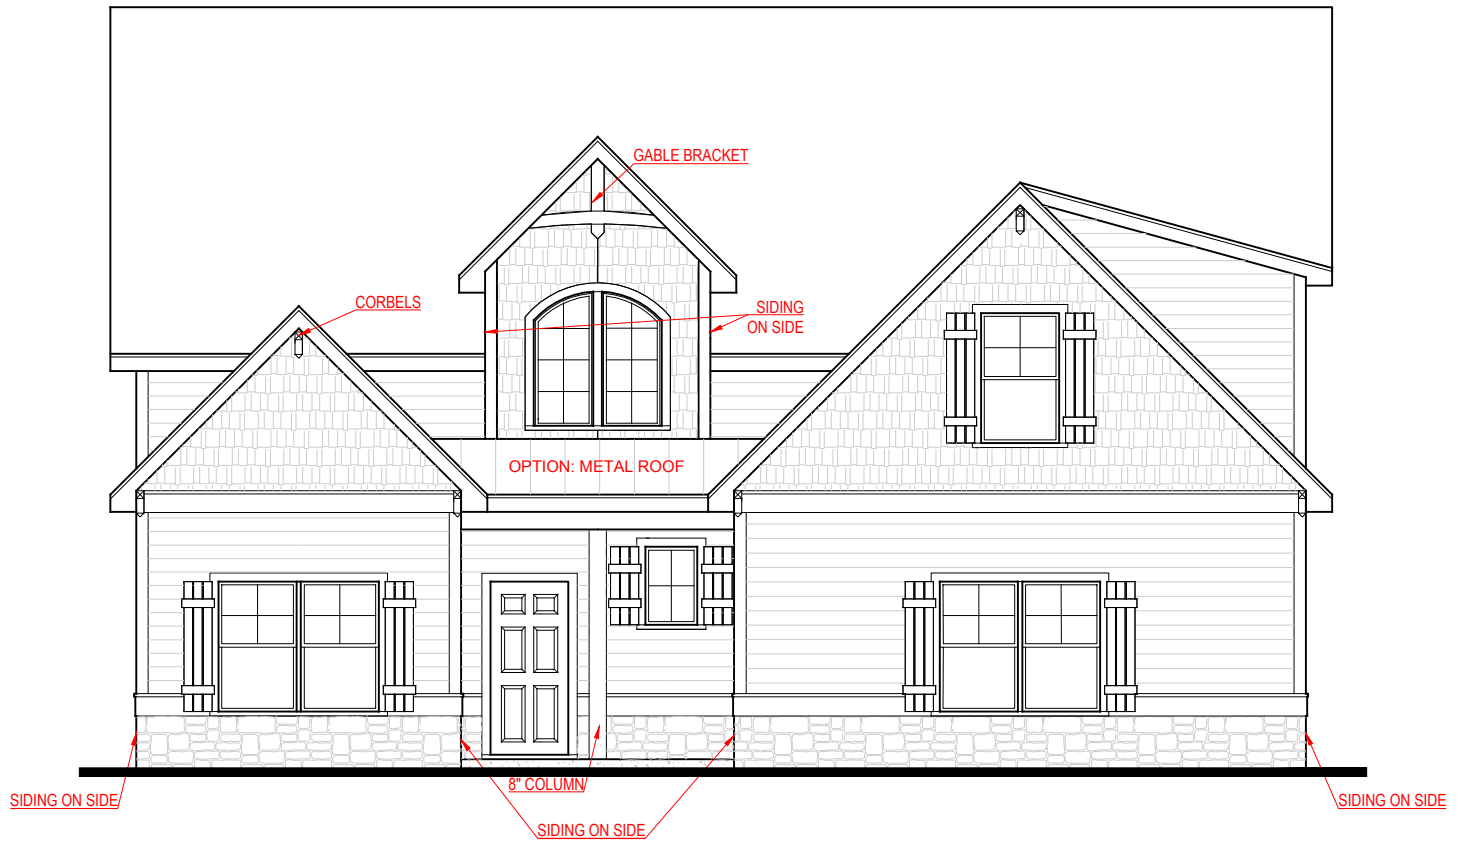 GABLE BRACKET
CORBELS
SIDING
ON SIDE
OPTION: METAL ROOF
8" COLUMN
SIDING ON SIDE
SIDING ON SIDE
SIDING ON SIDE